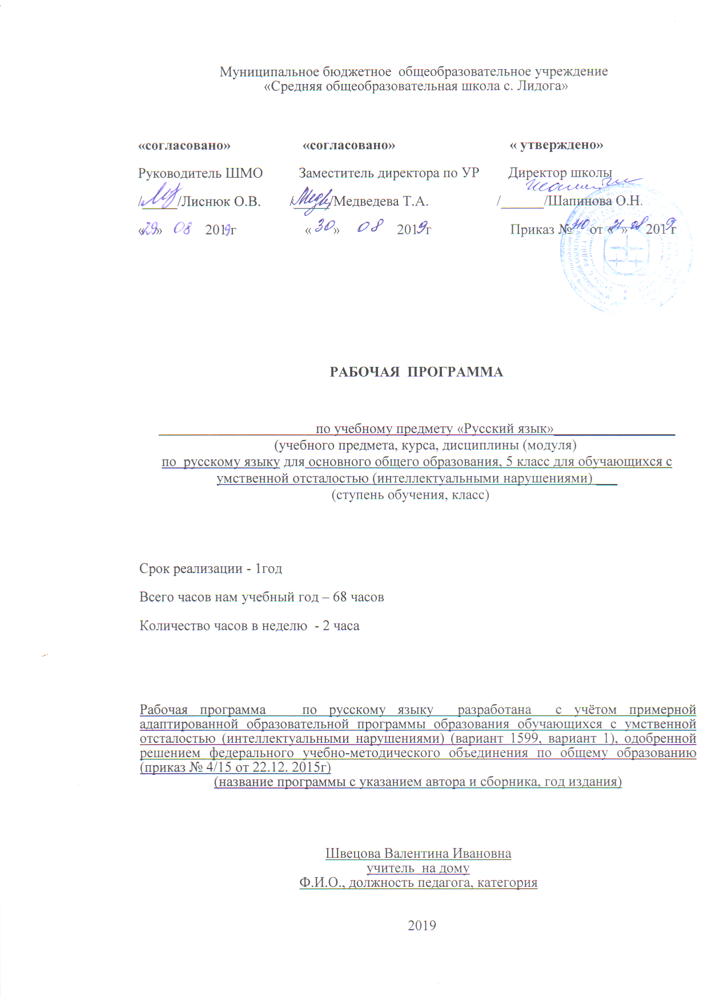 Муниципальное бюджетное общеобразовательное учреждение
«Средняя общеобразовательная школа с. Лидога»
«согласовано» «согласовано» « утверждено»
Руководитель ШМО Заместитель директора по УР Директор школы
/_____/Лиснюк О.В. /_____/Медведева Т.А. /______/Шапинова О.Н.
«29» 08 2019г «30» 08 2019г Приказ № от «31» 08 2019г
РАБОЧАЯ ПРОГРАММА
по учебному предмету «Русский язык»
(учебного предмета, курса, дисциплины (модуля)
по русскому языку для основного общего образования, 5 класс для обучающихся с
умственной отсталостью (интеллектуальными нарушениями) ___
(ступень обучения, класс)
Срок реализации - 1год
Всего часов нам учебный год – 68 часов
Количество часов в неделю - 2 часа
Рабочая программа по русскому языку разработана с учётом примерной
адаптированной образовательной программы образования обучающихся с умственной
отсталостью (интеллектуальными нарушениями) (вариант 1599, вариант 1), одобренной
решением федерального учебно-методического объединения по общему образованию
(приказ № 4/15 от 22.12. 2015г)
(название программы с указанием автора и сборника, год издания)
Швецова Валентина Ивановна
учитель на дому
Ф.И.О., должность педагога, категория
2019